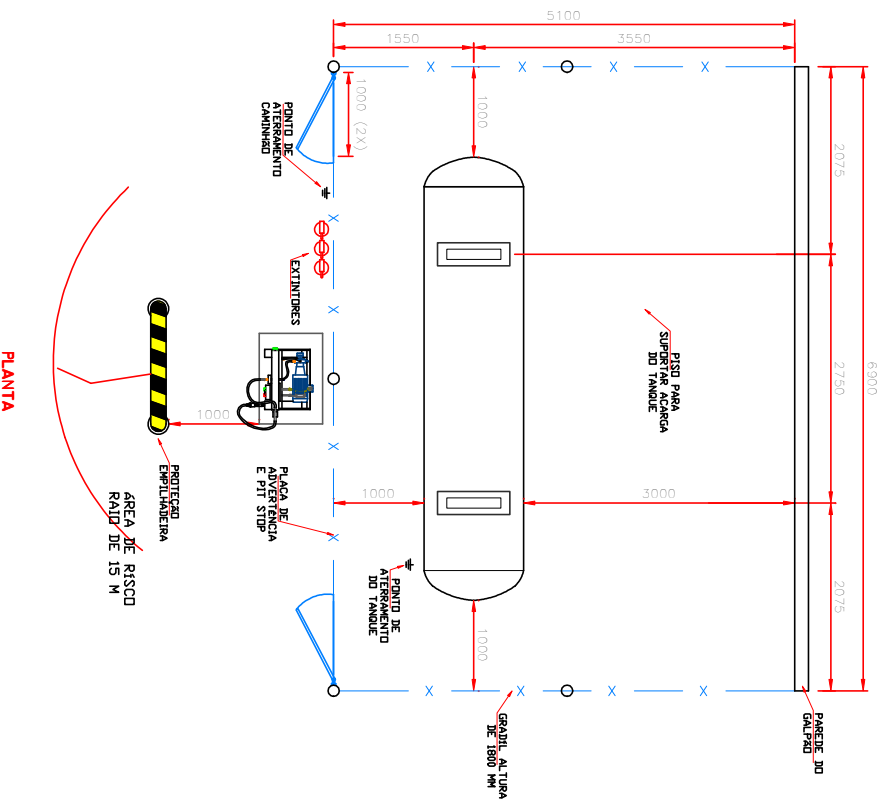 5100
1550
3550
1000 (2X)
1000
2075
6900
2750
2075
3000
1000
1000
1000
PONTO DE
ATERRAMENTO
CAMINHÃO
EXTINTORES
PISO PARA
SUPORTAR ACARGA
DO TANQUE
PROTEÇÃO
EMPILHADEIRA
PLACA DE
ADVERTÊNCIA
E PIT STOP
PONTO DE
ATERRAMENTO
DO TANQUE
ÁREA DE RISCO
RAIO DE 15 M
GRADIL ALTURA
DE 1800 MM
PAREDE DO
GALPÃO
PLANTA